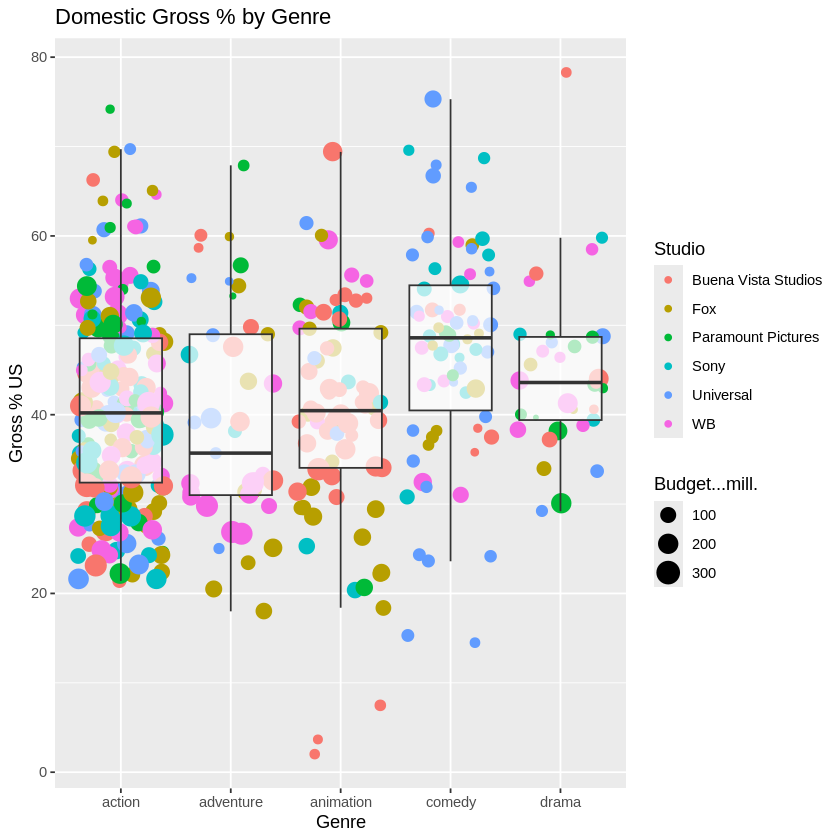 Domestic Gross % by Genre
Gross % US
80
60
40
20
0
action adventure animation comedy drama
Genre
Studio
Buena Vista Studios
Fox
Paramount Pictures
Sony
Universal
WB
Budget...mill.
100
200
300